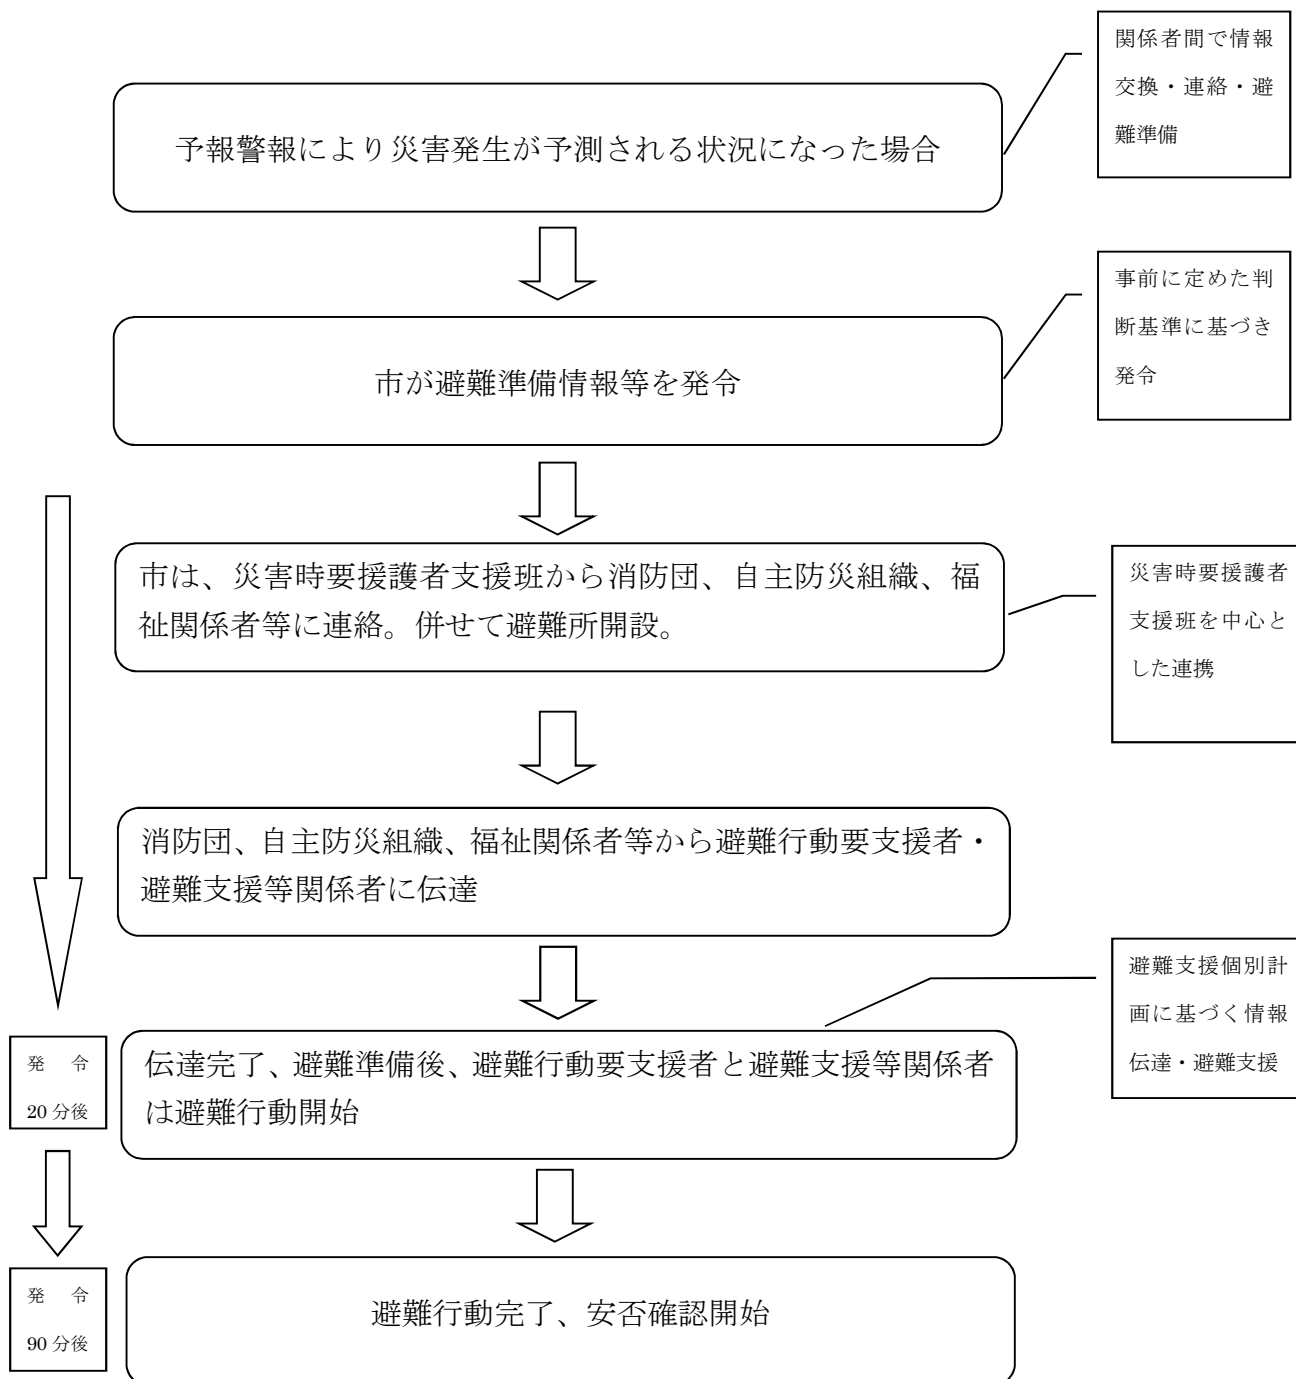 関係者間で情報
交換・連絡・避
難準備
予報警報により災害発生が予測される状況になった場合
事前に定めた判
断基準に基づき
発令
市が避難準備情報等を発令
市は、災害時要援護者支援班から消防団、自主防災組織、福
祉関係者等に連絡。併せて避難所開設。
災害時要援護者
支援班を中心と
した連携
消防団、自主防災組織、福祉関係者等から避難行動要支援者・
避難支援等関係者に伝達
避難支援個別計
画に基づく情報
伝達・避難支援
発 令
20 分後
伝達完了、避難準備後、避難行動要支援者と避難支援等関係者
は避難行動開始
発 令
90 分後
避難行動完了、安否確認開始